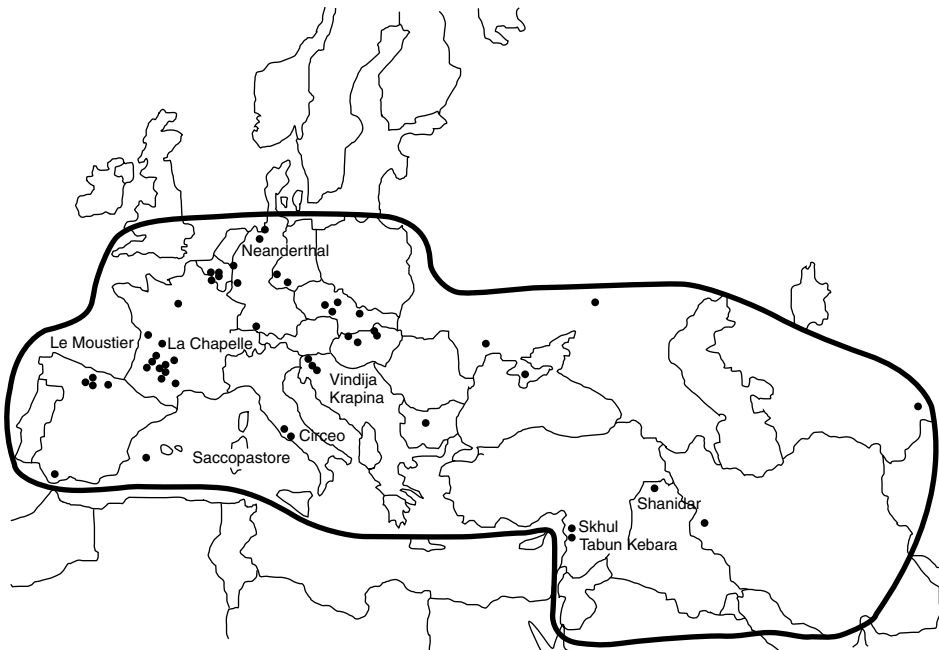 Neanderthal
Le Moustier
La Chapelle
Vindija
Krapina
Circeo
Saccopastore
Shanidar
Skhul
Tabun Kebara